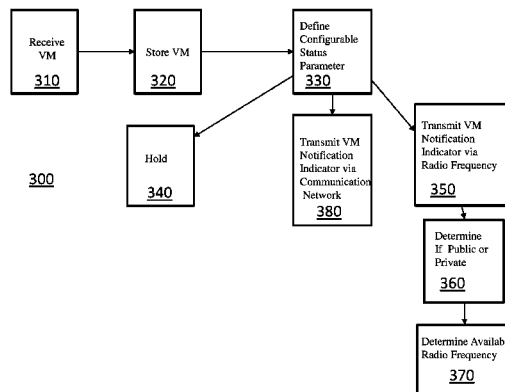 Receive
VM
310
Store VM
320
Define
Configurable
Status
Parameter
330
Hold
340
Transmit VM
Notification
Indicator via
Communication
Network
380
Transmit VM
Notification
Indicator via
Radio Frequency
350
300
Determine
If Public or
Private
360
Determine Availab
Radio Frequency
370